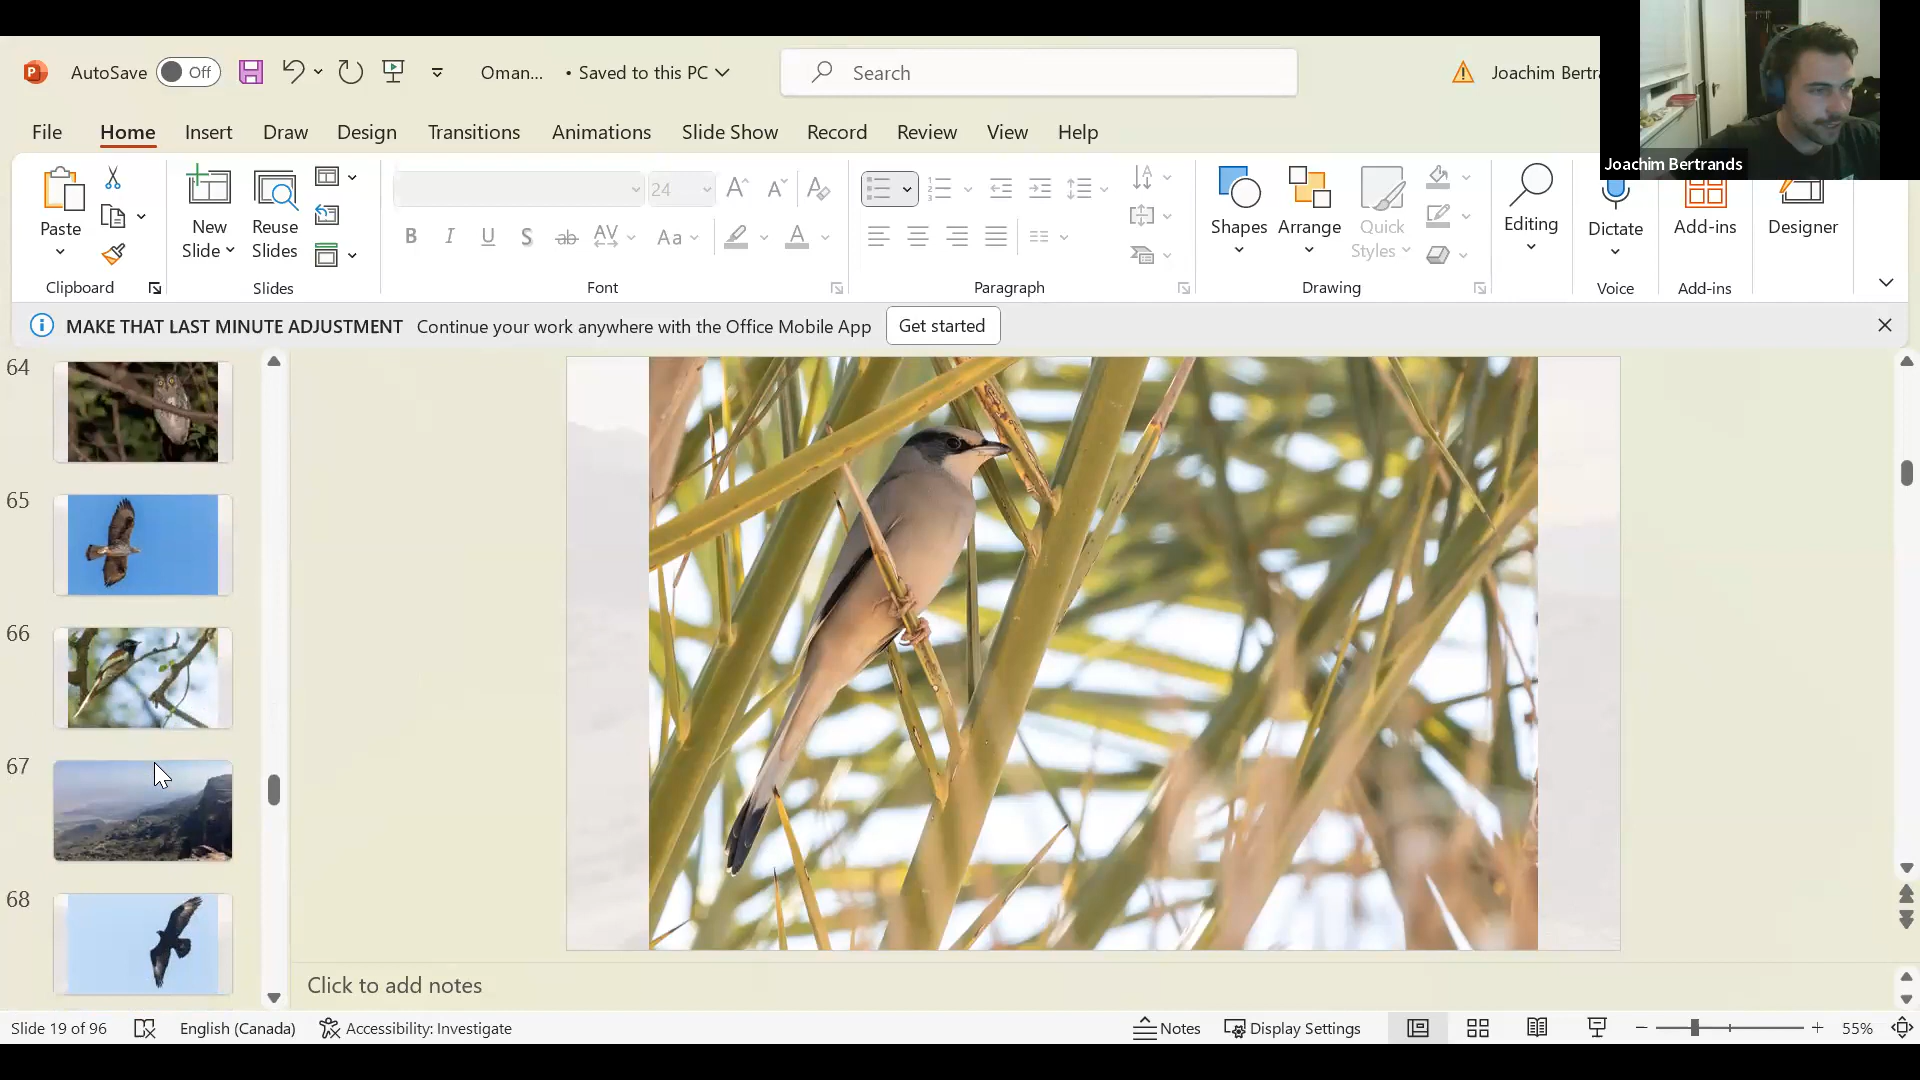 AutoSave Off Oman... • Saved to this PC Search Joachim Bertra
File Home Insert Draw Design Transitions Animations Slide Show Record Review View Help
Joachim Bertrands
Paste
New Slide
Reuse Slides
24
B I U S ab AV Aa A
Shapes
Arrange
Quick Styles
Editing
Dictate
Add-ins
Designer
Clipboard Slides Font Paragraph Drawing Voice Add-ins
MAKE THAT LAST MINUTE ADJUSTMENT Continue your work anywhere with the Office Mobile App Get started
64
65
66
67
68
Click to add notes
Slide 19 of 96 English (Canada) Accessibility: Investigate Notes Display Settings 55%